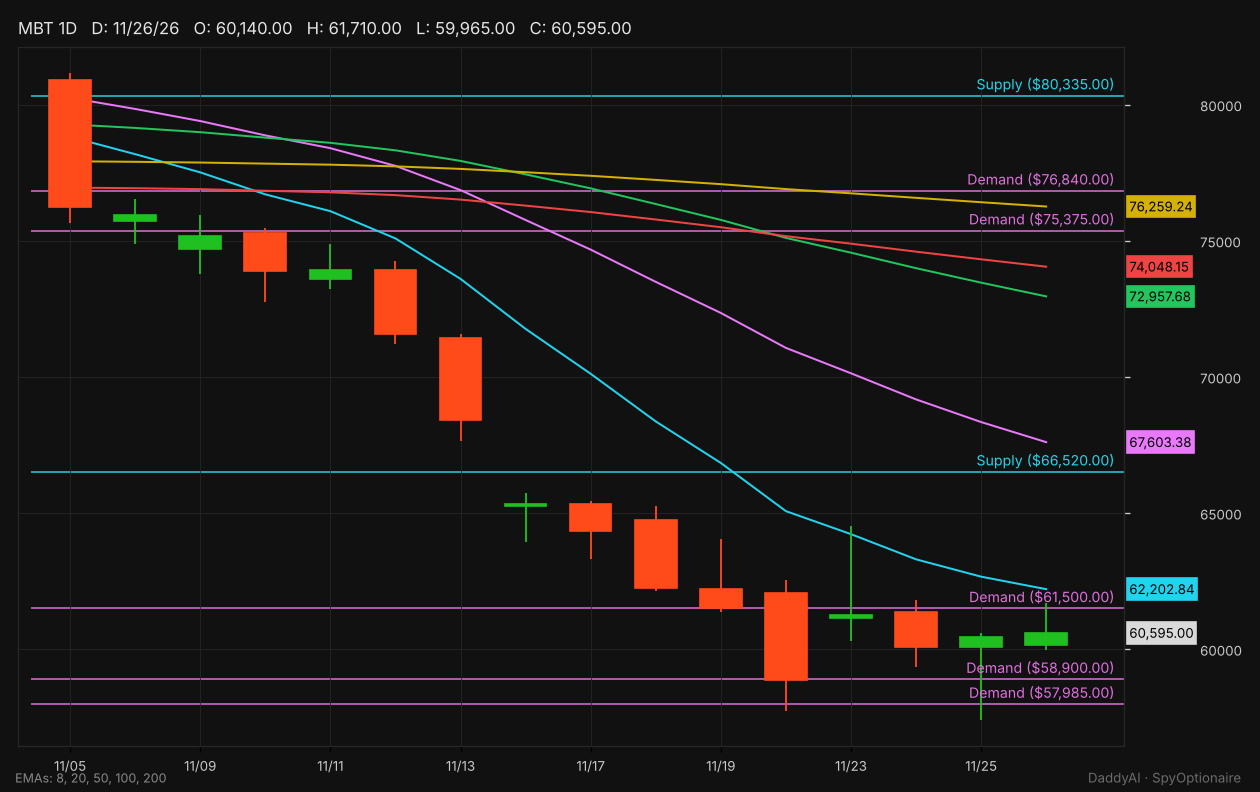 MBT 1D D: 11/26/26 O: 60,140.00 H: 61,710.00 L: 59,965.00 C: 60,595.00
Supply ($80,335.00)
80000
Demand ($76,840.00)
76,259.24
Demand ($75,375.00)
75000
74,048.15
72,957.68
70000
67,603.38
Supply ($66,520.00)
65000
62,202.84
Demand ($61,500.00)
60,595.00
60000
Demand ($58,900.00)
Demand ($57,985.00)
11/05 11/09 11/11 11/13 11/17 11/19 11/23 11/25
EMAs: 8, 20, 50, 100, 200
DaddyAI · SpyOptionaire